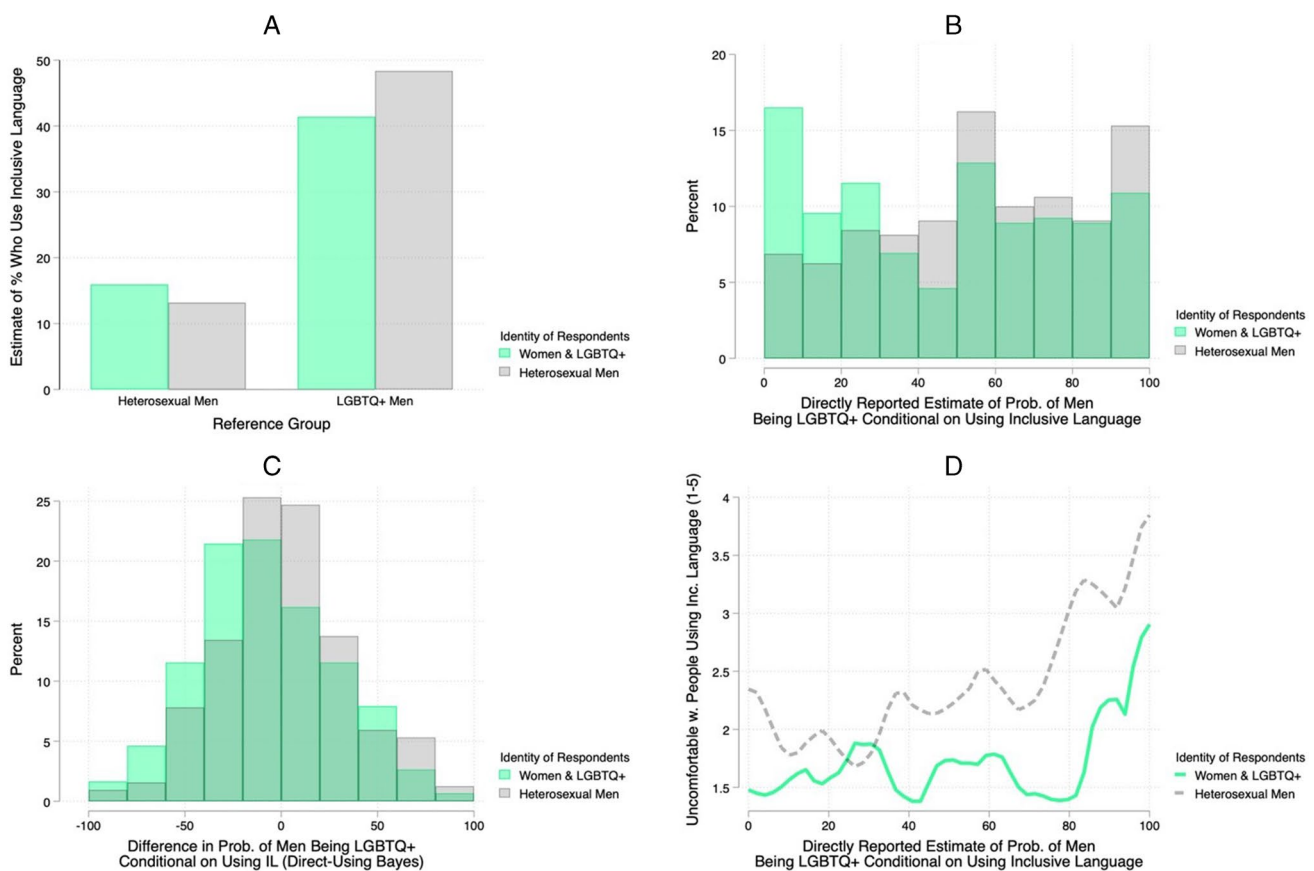 A
Estimate of % Who Use Inclusive Language
50
40
30
20
10
0
Heterosexual Men
LGBTQ+ Men
Reference Group
Identity of Respondents
Women & LGBTQ+
Heterosexual Men
B
Percent
20
15
10
5
0
0
20
40
60
80
100
Directly Reported Estimate of Prob. of Men
Being LGBTQ+ Conditional on Using Inclusive Language
Identity of Respondents
Women & LGBTQ+
Heterosexual Men
C
Percent
25
20
15
10
5
0
-100
-50
0
50
100
Difference in Prob. of Men Being LGBTQ+
Conditional on Using IL (Direct-Using Bayes)
Identity of Respondents
Women & LGBTQ+
Heterosexual Men
D
Uncomfortable w. People Using Inc. Language (1-5)
4
3.5
3
2.5
2
1.5
0
20
40
60
80
100
Directly Reported Estimate of Prob. of Men
Being LGBTQ+ Conditional on Using Inclusive Language
Identity of Respondents
Women & LGBTQ+
Heterosexual Men